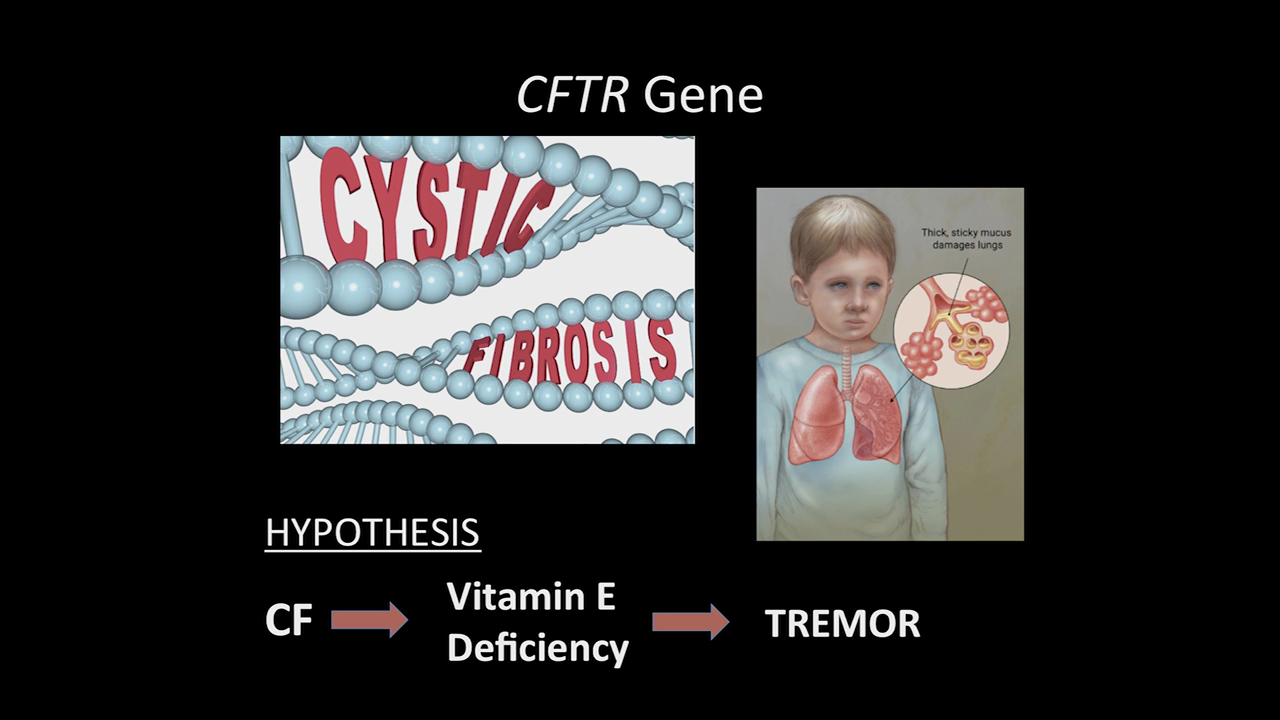 CFTR Gene
CYSTIC
FIBROSIS
Thick, sticky mucus
damages lungs
HYPOTHESIS
CF
Vitamin E
Deficiency
TREMOR